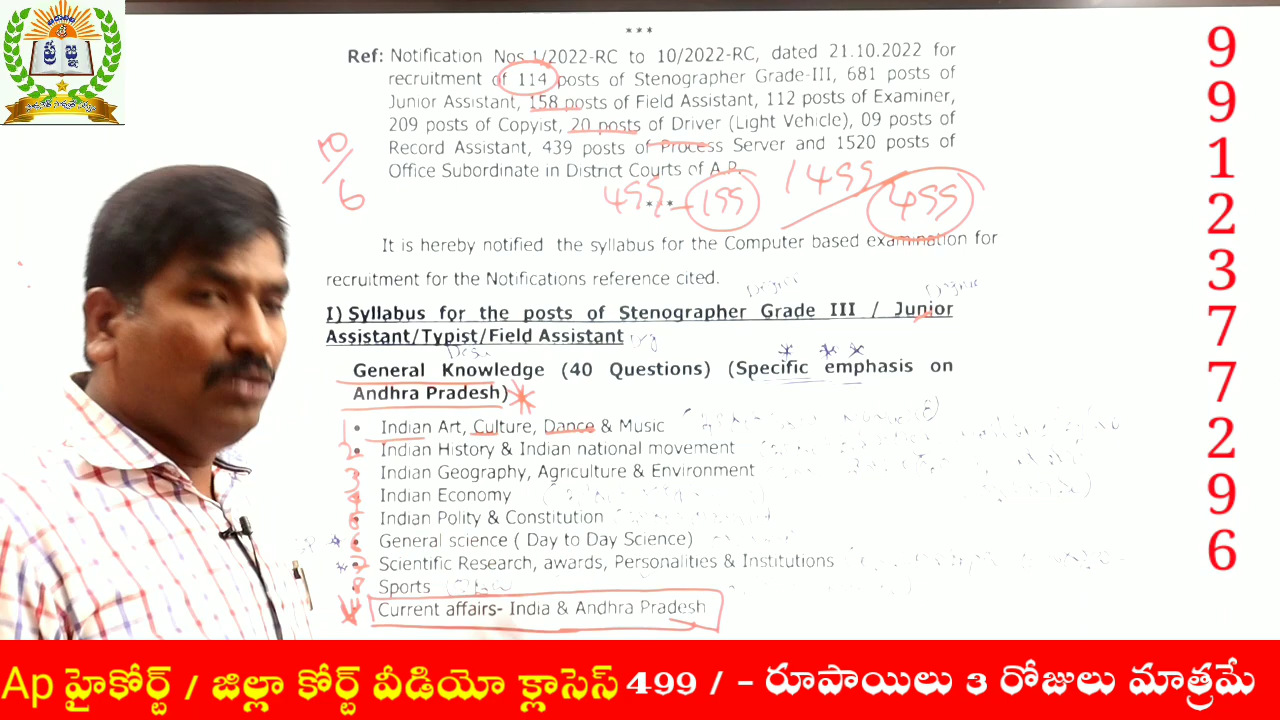 ***
Ref: Notification Nos.1/2022-RC to 10/2022-RC, dated 21.10.2022 for
recruitment of 114 posts of Stenographer Grade-III, 681 posts of
Junior Assistant, 158 posts of Field Assistant, 112 posts of Examiner,
209 posts of Copyist, 20 posts of Driver (Light Vehicle), 09 posts of
Record Assistant, 439 posts of Process Server and 1520 posts of
Office Subordinate in District Courts of A.P.
10/6
499 - 199
1499
499
***
It is hereby notified the syllabus for the Computer based examination for
recruitment for the Notifications reference cited.
Degree
Degree
I) Syllabus for the posts of Stenographer Grade III / Junior
Assistant/Typist/Field Assistant
General Knowledge (40 Questions) (Specific emphasis on
Andhra Pradesh)
• Indian Art, Culture, Dance & Music
• Indian History & Indian national movement
• Indian Geography, Agriculture & Environment
• Indian Economy
• Indian Polity & Constitution
• General science ( Day to Day Science)
• Scientific Research, awards, Personalities & Institutions
• Sports
Current affairs- India & Andhra Pradesh
9
9
1
2
3
7
7
2
9
6
Ap హైకోర్ట్ / జిల్లా కోర్ట్ వీడియో క్లాసెస్ 499 / - రూపాయిలు 3 రోజులు మాత్రమే